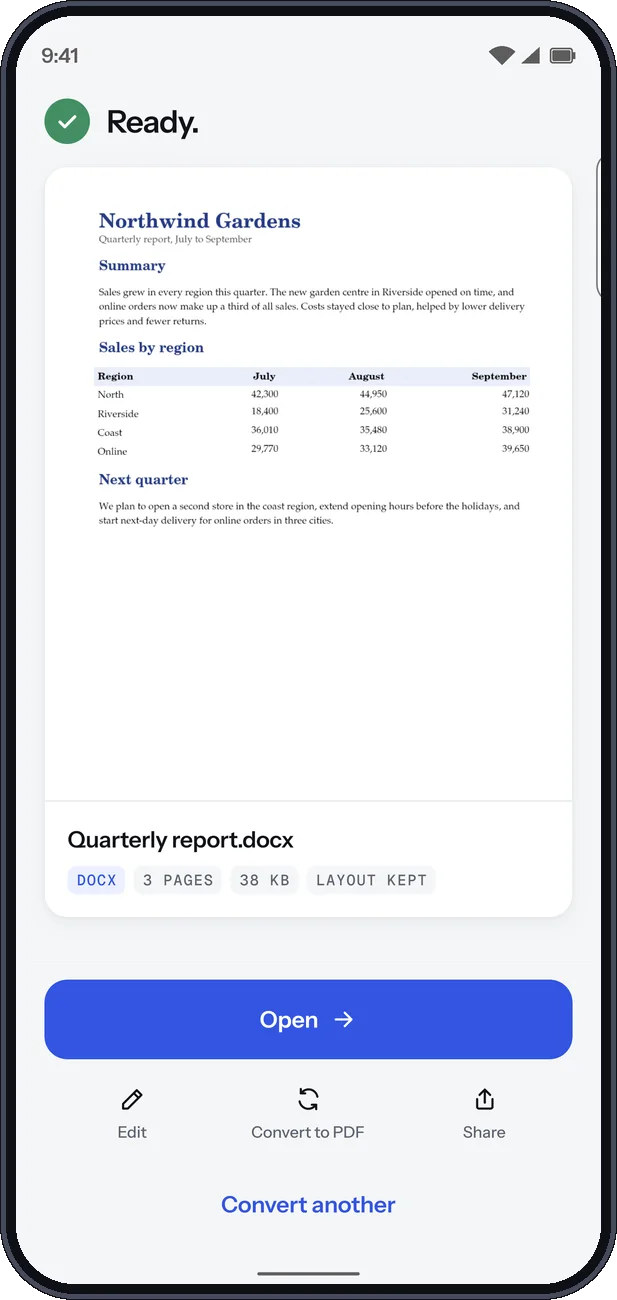 9:41
Ready.
Northwind Gardens
Quarterly report, July to September
Summary
Sales grew in every region this quarter. The new garden centre in Riverside opened on time, and
online orders now make up a third of all sales. Costs stayed close to plan, helped by lower delivery
prices and fewer returns.
Sales by region
Region July August September
North 42,300 44,950 47,120
Riverside 18,400 25,600 31,240
Coast 36,010 35,480 38,900
Online 29,770 33,120 39,650
Next quarter
We plan to open a second store in the coast region, extend opening hours before the holidays, and
start next-day delivery for online orders in three cities.
Quarterly report.docx
DOCX 3 PAGES 38 KB LAYOUT KEPT
Open
Edit Convert to PDF Share
Convert another